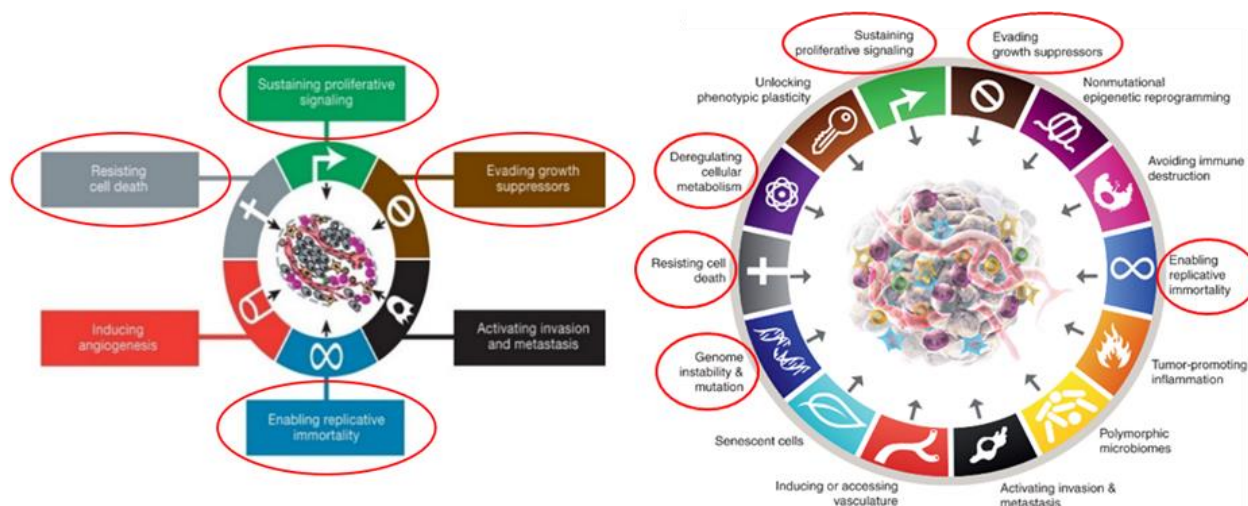 Sustaining proliferative
signaling
Resisting
cell death
Evading growth
suppressors
Inducing
angiogenesis
Activating invasion
and metastasis
Enabling replicative
immortality
Sustaining
proliferative signaling
Evading
growth suppressors
Unlocking
phenotypic plasticity
Nonmutational
epigenetic reprogramming
Deregulating
cellular
metabolism
Avoiding immune
destruction
Resisting cell
death
Enabling
replicative
immortality
Genome
instability &
mutation
Tumor-promoting
inflammation
Senescent cells
Polymorphic
microbiomes
Inducing or accessing
vasculature
Activating invasion &
metastasis